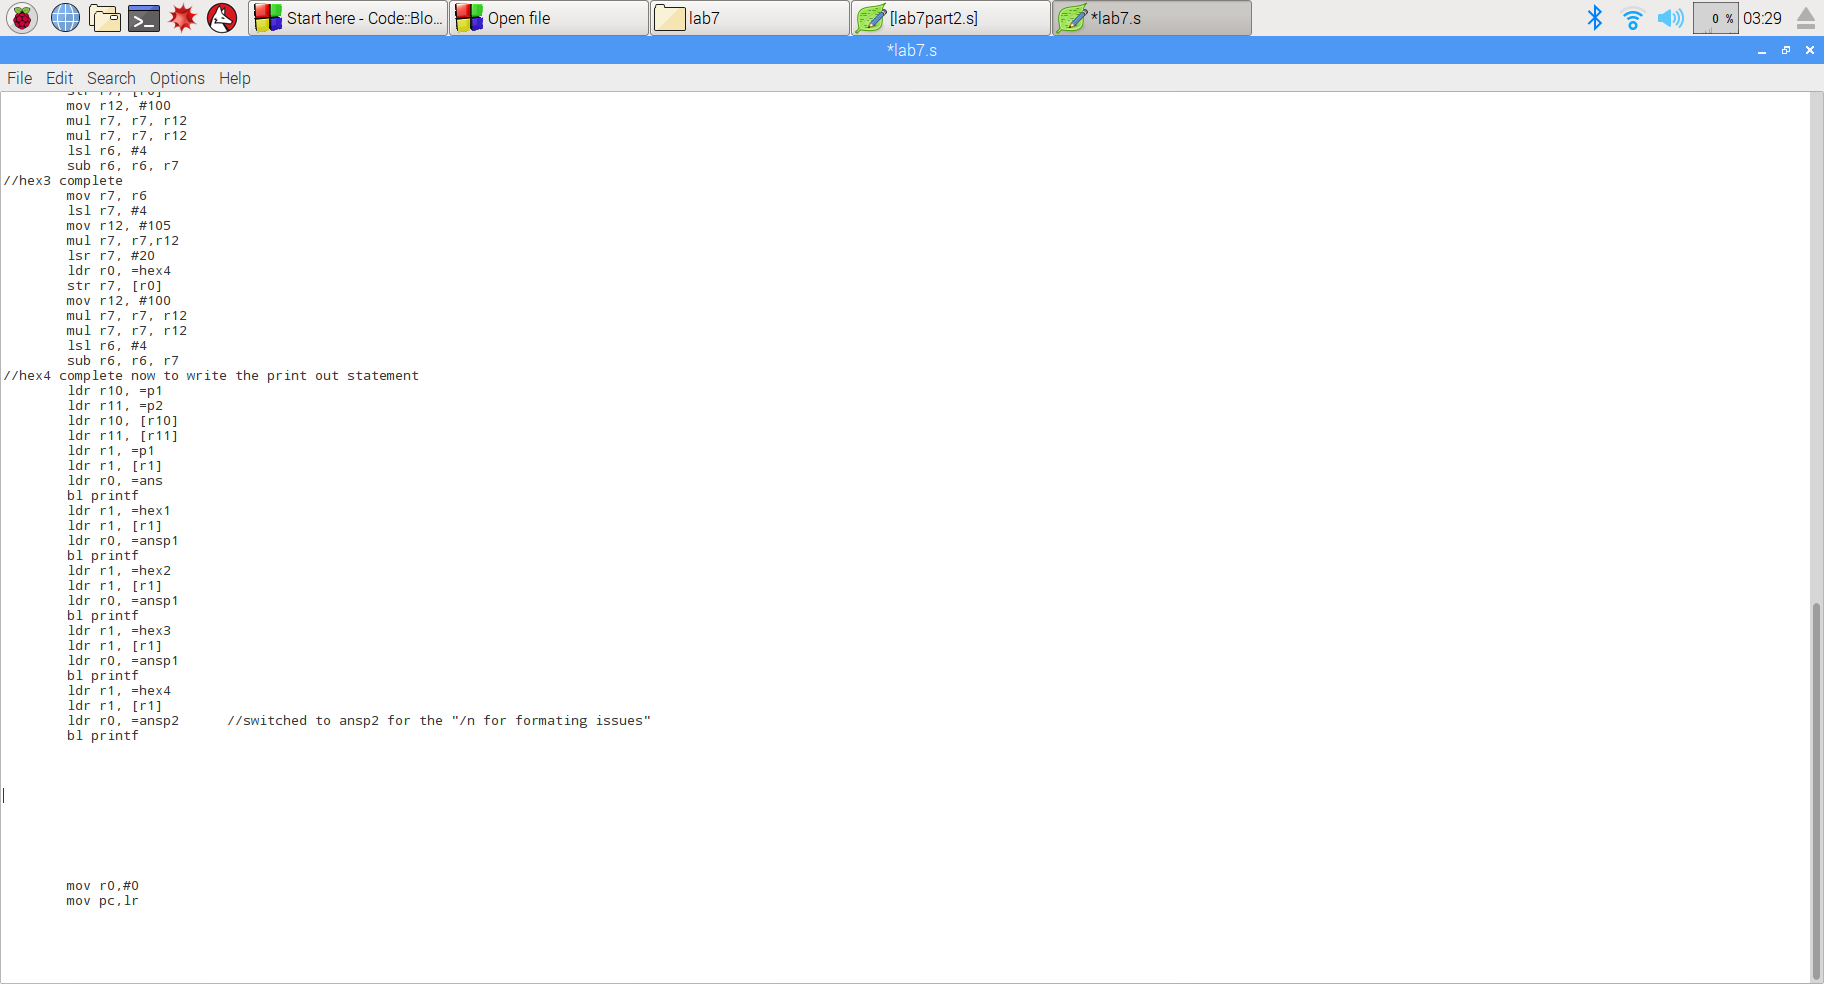 Start here - Code::Blo... Open file lab7 [lab7part2.s] *lab7.s 0 % 03:29
*lab7.s
File Edit Search Options Help
str r7, [r0]
mov r12, #100
mul r7, r7, r12
mul r7, r7, r12
lsl r6, #4
sub r6, r6, r7
//hex3 complete
mov r7, r6
lsl r7, #4
mov r12, #105
mul r7, r7,r12
lsr r7, #20
ldr r0, =hex4
str r7, [r0]
mov r12, #100
mul r7, r7, r12
mul r7, r7, r12
lsl r6, #4
sub r6, r6, r7
//hex4 complete now to write the print out statement
ldr r10, =p1
ldr r11, =p2
ldr r10, [r10]
ldr r11, [r11]
ldr r1, =p1
ldr r1, [r1]
ldr r0, =ans
bl printf
ldr r1, =hex1
ldr r1, [r1]
ldr r0, =ansp1
bl printf
ldr r1, =hex2
ldr r1, [r1]
ldr r0, =ansp1
bl printf
ldr r1, =hex3
ldr r1, [r1]
ldr r0, =ansp1
bl printf
ldr r1, =hex4
ldr r1, [r1]
ldr r0, =ansp2 //switched to ansp2 for the "/n for formating issues"
bl printf
mov r0,#0
mov pc,lr